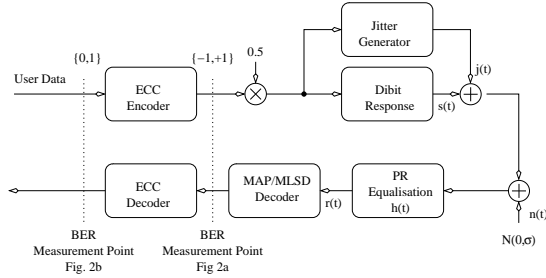 Jitter
Generator
{0,1}
{−1,+1}
0.5
User Data
ECC
Encoder
Dibit
Response
j(t)
s(t)
ECC
Decoder
MAP/MLSD
Decoder
r(t)
PR
Equalisation
h(t)
n(t)
N(0,σ)
BER
Measurement Point
Fig. 2b
BER
Measurement Point
Fig 2a